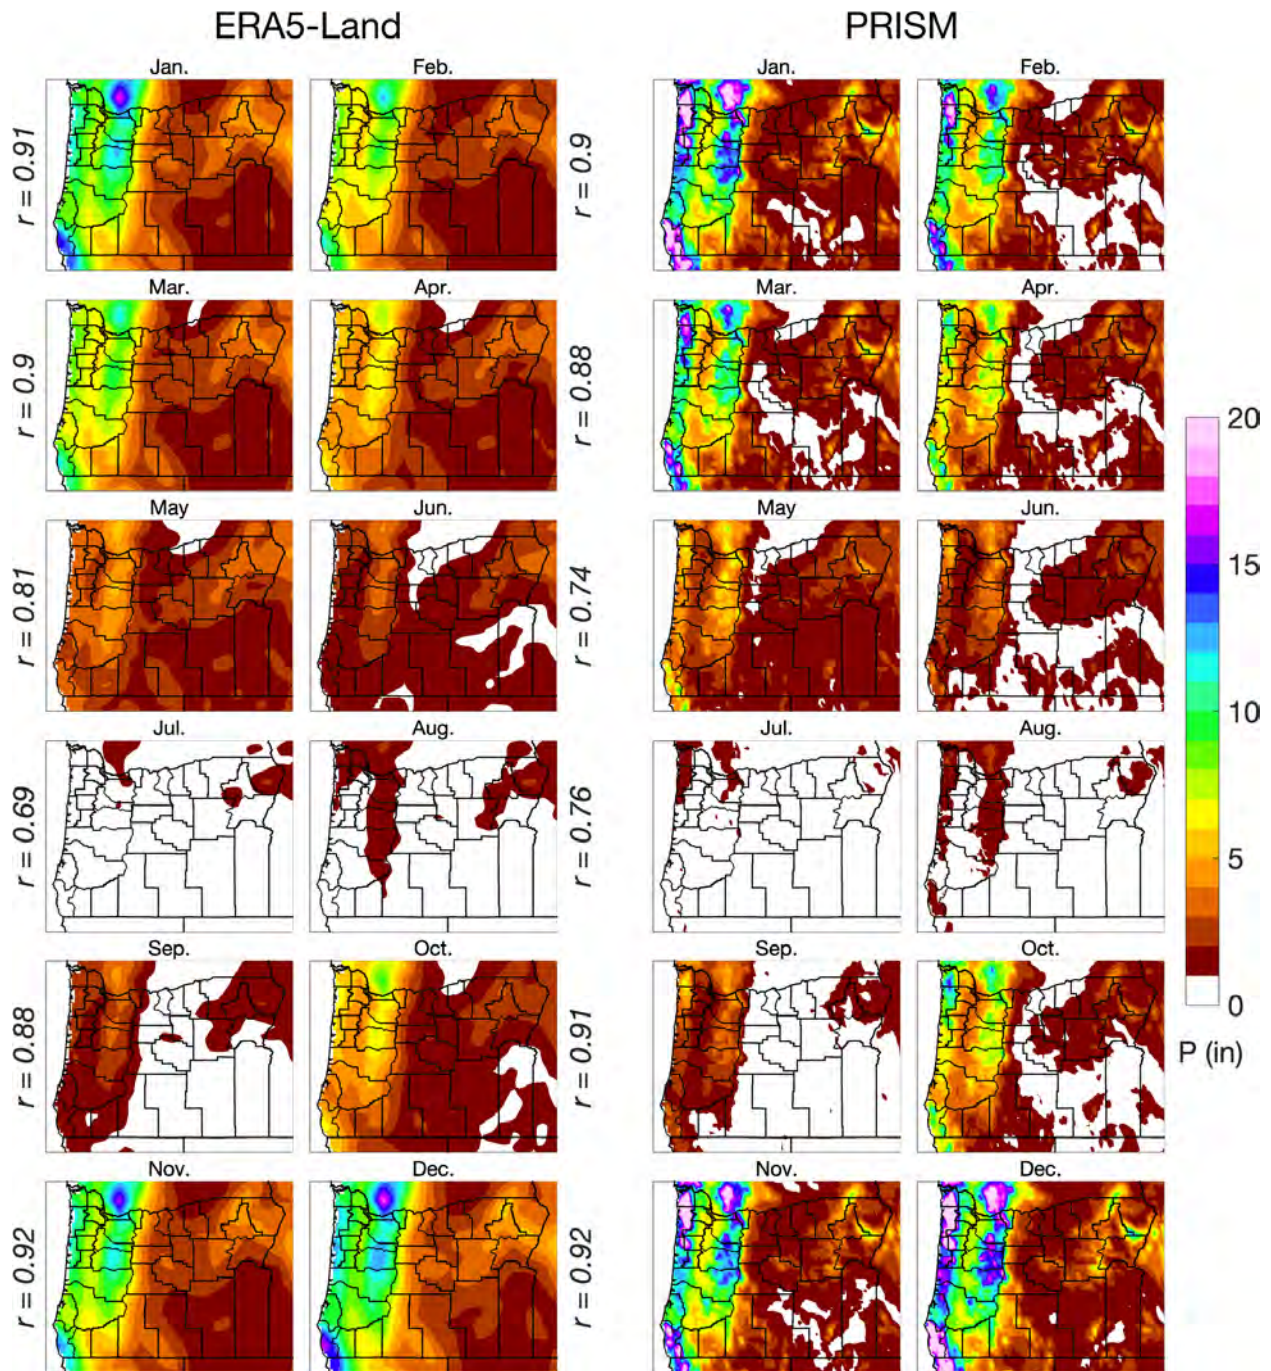 ERA5-Land PRISM
Jan. Feb. Jan. Feb.
r = 0.91 r = 0.9
Mar. Apr. Mar. Apr.
r = 0.9 r = 0.88
May Jun. May Jun.
r = 0.81 r = 0.74
Jul. Aug. Jul. Aug.
r = 0.69 r = 0.76
Sep. Oct. Sep. Oct.
r = 0.88 r = 0.91
Nov. Dec. Nov. Dec.
r = 0.92 r = 0.92
20
15
10
5
0
P (in)